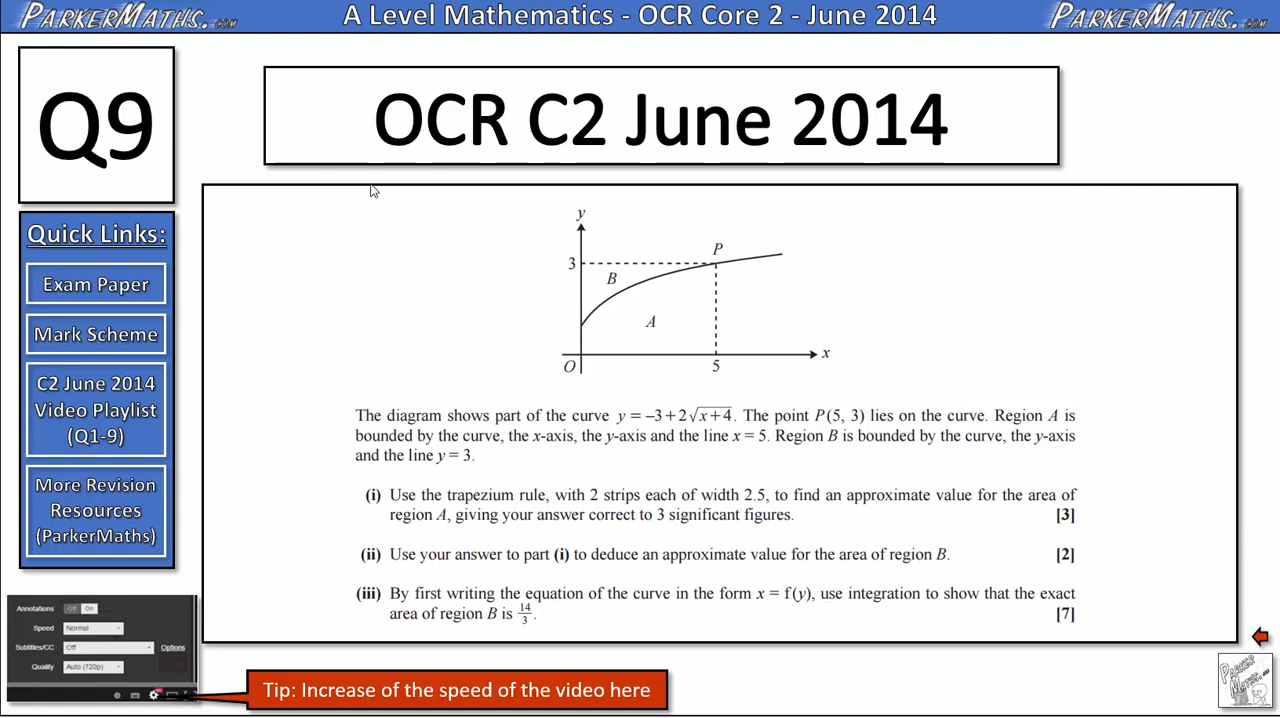 PARKERMATHS.COM
A Level Mathematics - OCR Core 2 - June 2014
PARKERMATHS.COM
Q9
OCR C2 June 2014
Quick Links:
Exam Paper
Mark Scheme
C2 June 2014
Video Playlist
(Q1-9)
More Revision
Resources
(ParkerMaths)
y
3
P
B
A
O
5
x
The diagram shows part of the curve y = –3 + 2√(x + 4). The point P(5, 3) lies on the curve. Region A is
bounded by the curve, the x-axis, the y-axis and the line x = 5. Region B is bounded by the curve, the y-axis
and the line y = 3.
(i) Use the trapezium rule, with 2 strips each of width 2.5, to find an approximate value for the area of
region A, giving your answer correct to 3 significant figures. [3]
(ii) Use your answer to part (i) to deduce an approximate value for the area of region B. [2]
(iii) By first writing the equation of the curve in the form x = f(y), use integration to show that the exact
area of region B is 14/3. [7]
Annotations Off On
Speed Normal
Subtitles/CC Off Options
Quality Auto (720p)
Tip: Increase of the speed of the video here
PARKER
MATHS.COM